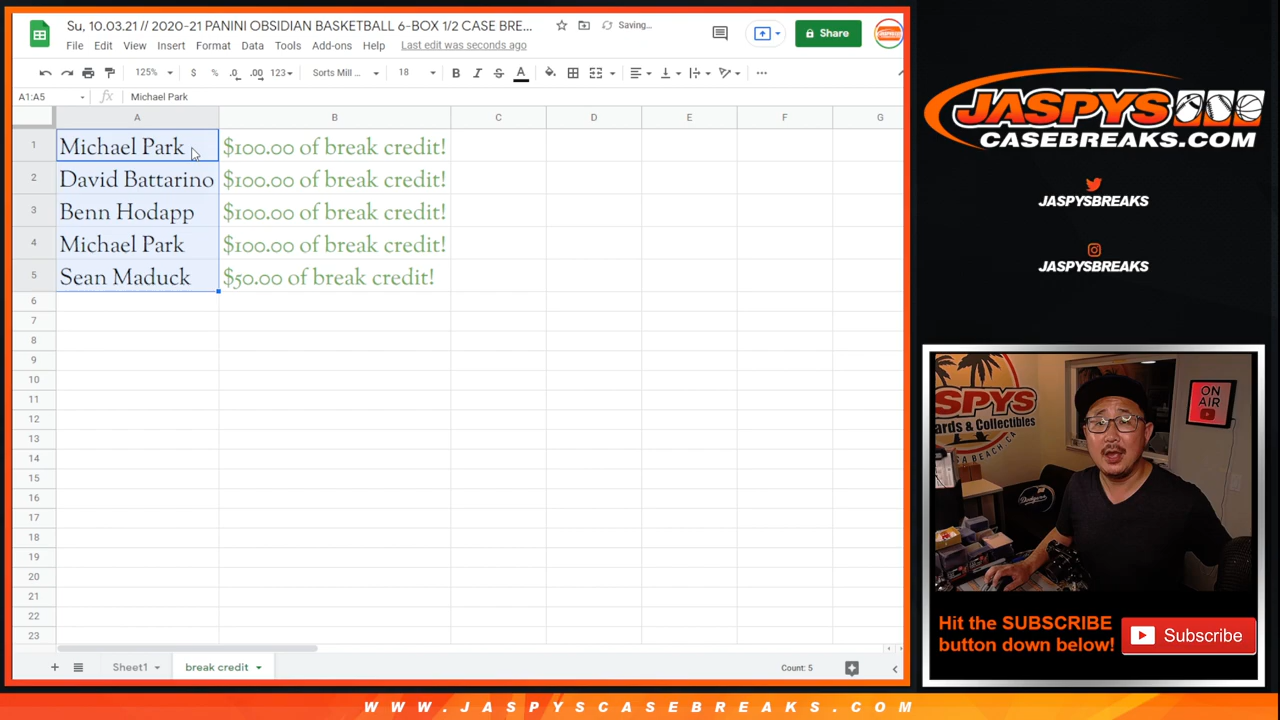 Su, 10.03.21 // 2020-21 PANINI OBSIDIAN BASKETBALL 6-BOX 1/2 CASE BRE...
Saving...
Share
File Edit View Insert Format Data Tools Add-ons Help Last edit was seconds ago
125% $ % .0 .00 123 Sorts Mill ... 18 B I S A
A1:A5 fx Michael Park
A B C D E F G
1 Michael Park $100.00 of break credit!
2 David Battarino $100.00 of break credit!
3 Benn Hodapp $100.00 of break credit!
4 Michael Park $100.00 of break credit!
5 Sean Maduck $50.00 of break credit!
6
7
8
9
10
11
12
13
14
15
16
17
18
19
20
21
22
23
Sheet1 break credit Count: 5
JASPYS
CASEBREAKS.COM
JASPYSBREAKS
JASPYSBREAKS
ON
AIR
Dodgers
Hit the SUBSCRIBE
button down below!
Subscribe
WWW.JASPYSCASEBREAKS.COM